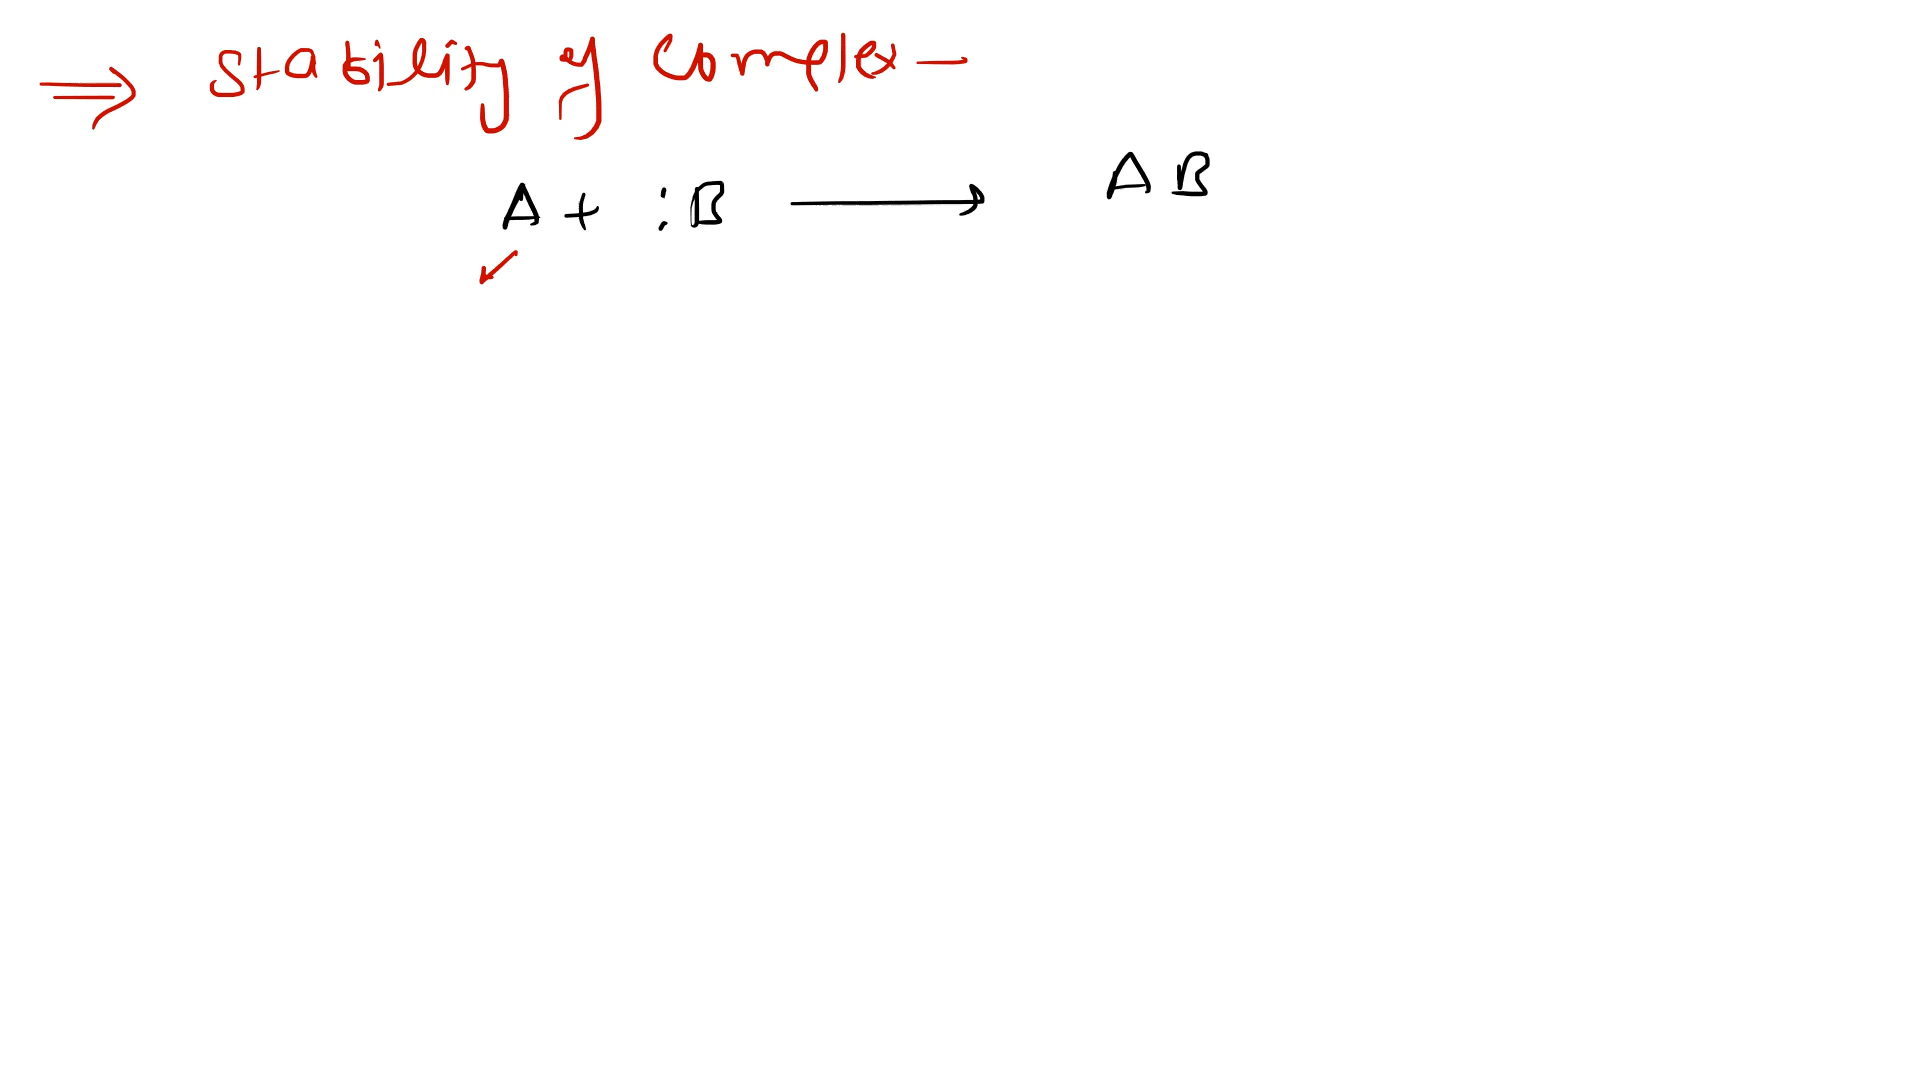 ⇒ Stability of Complex –
A + :B ⟶ AB